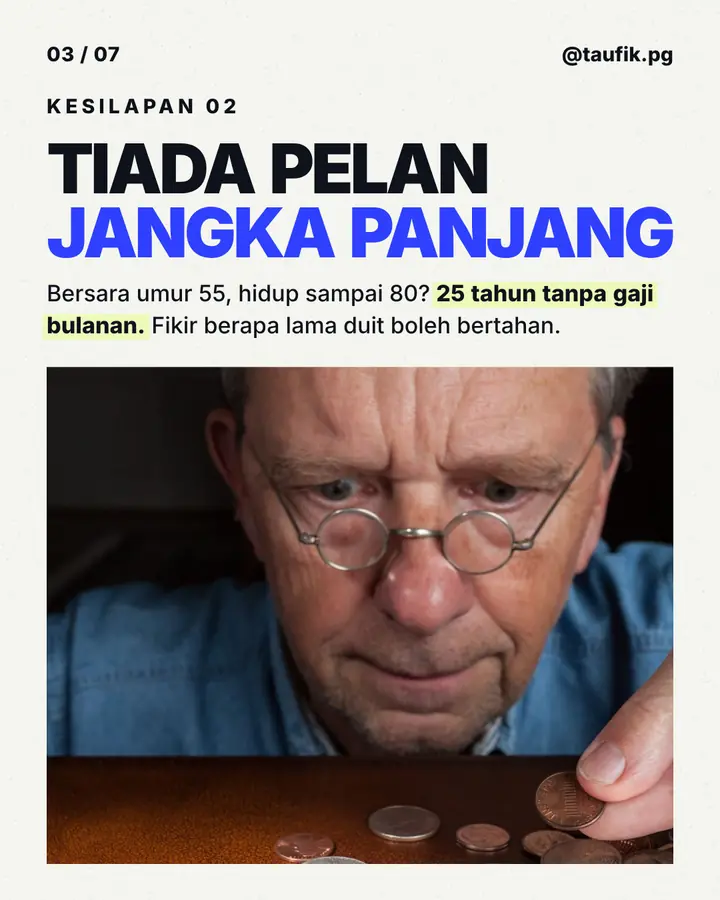 03 / 07
@taufik.pg
KESILAPAN 02
TIADA PELAN
JANGKA PANJANG
Bersara umur 55, hidup sampai 80? 25 tahun tanpa gaji
bulanan. Fikir berapa lama duit boleh bertahan.